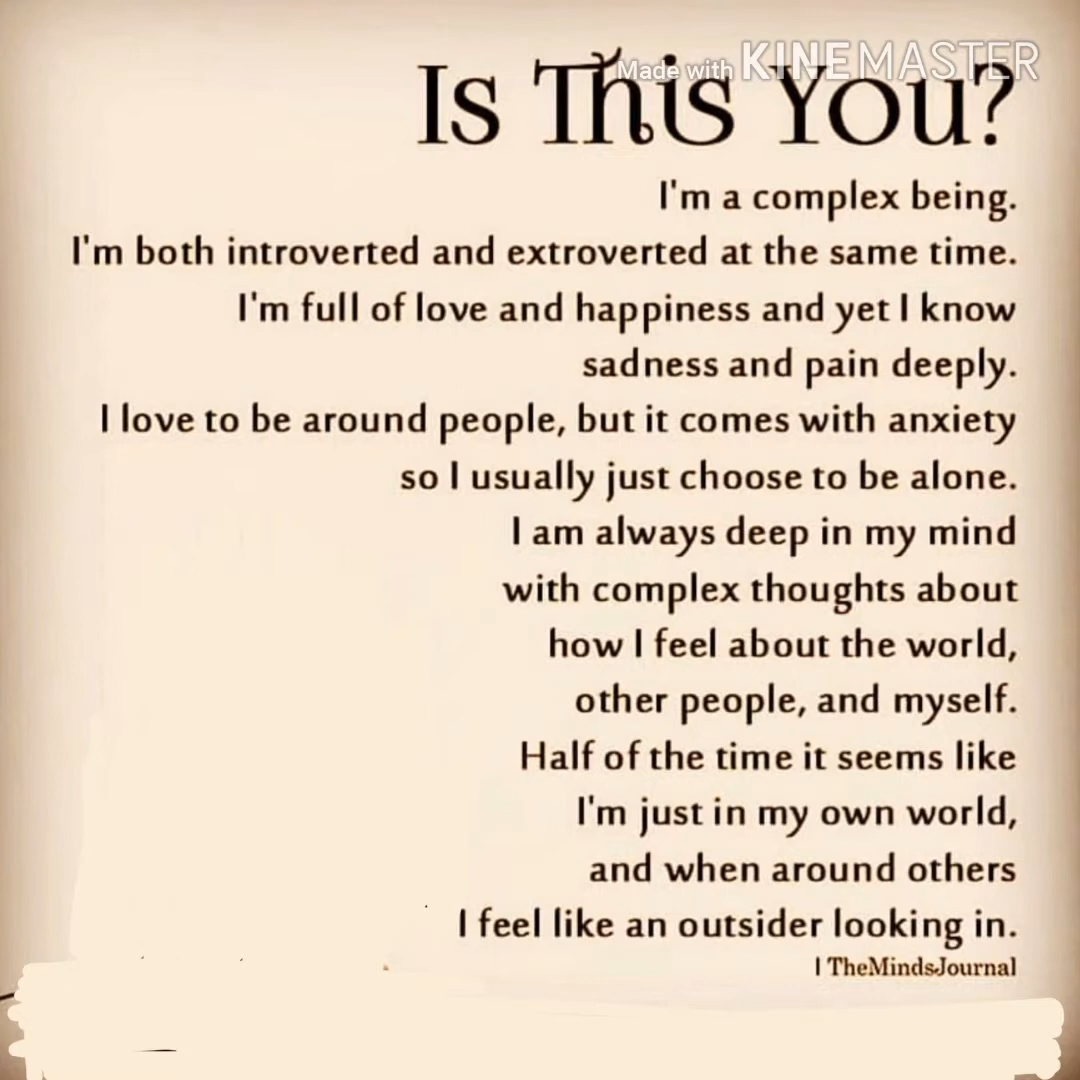 Made with KINEMASTER
Is This You?
I'm a complex being.
I'm both introverted and extroverted at the same time.
I'm full of love and happiness and yet I know
sadness and pain deeply.
I love to be around people, but it comes with anxiety
so I usually just choose to be alone.
I am always deep in my mind
with complex thoughts about
how I feel about the world,
other people, and myself.
Half of the time it seems like
I'm just in my own world,
and when around others
I feel like an outsider looking in.
| TheMindsJournal